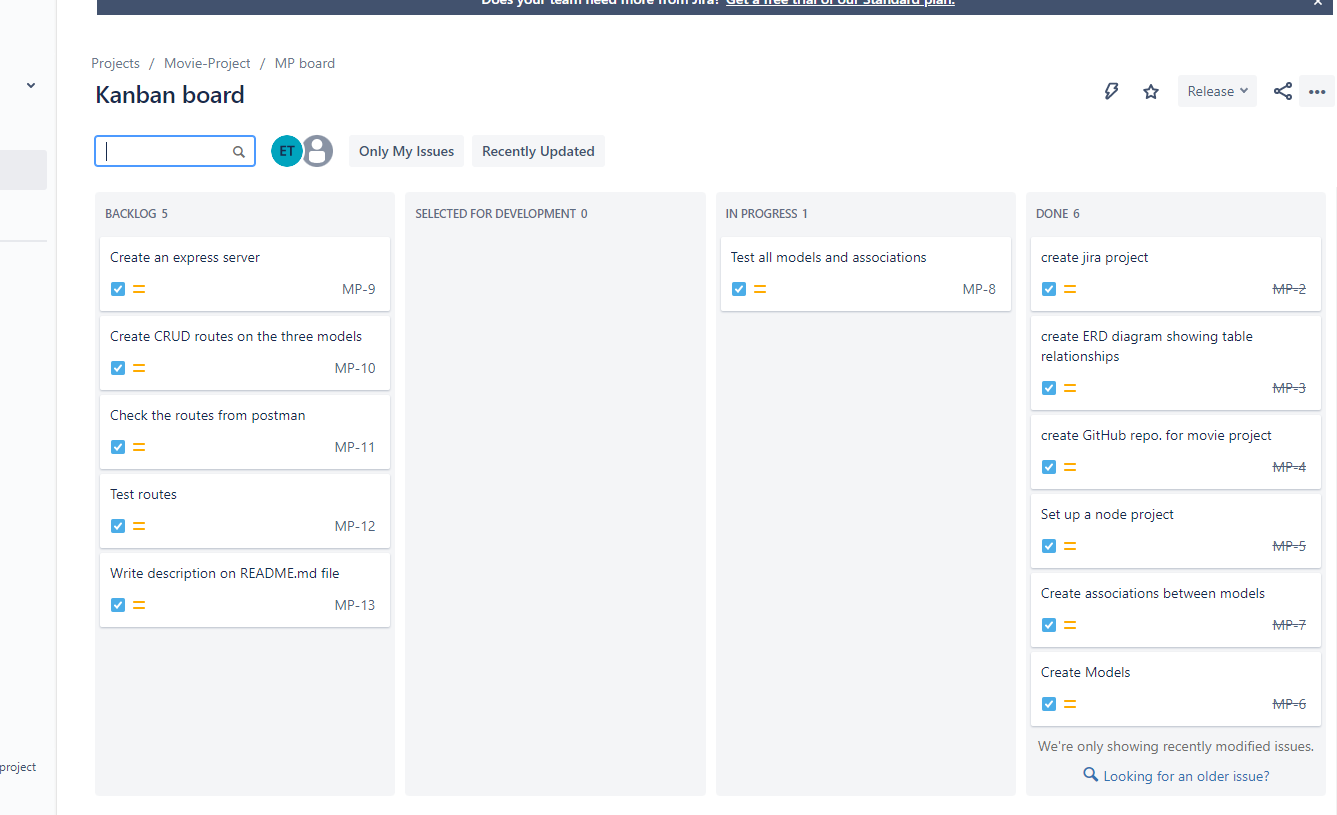 Does your team need more from Jira? Get a free trial of our Standard plan.
Projects / Movie-Project / MP board
Kanban board
Release
ET
Only My Issues
Recently Updated
BACKLOG 5
Create an express server
MP-9
Create CRUD routes on the three models
MP-10
Check the routes from postman
MP-11
Test routes
MP-12
Write description on README.md file
MP-13
SELECTED FOR DEVELOPMENT 0
IN PROGRESS 1
Test all models and associations
MP-8
DONE 6
create jira project
MP-2
create ERD diagram showing table
relationships
MP-3
create GitHub repo. for movie project
MP-4
Set up a node project
MP-5
Create associations between models
MP-7
Create Models
MP-6
We're only showing recently modified issues.
Looking for an older issue?
project